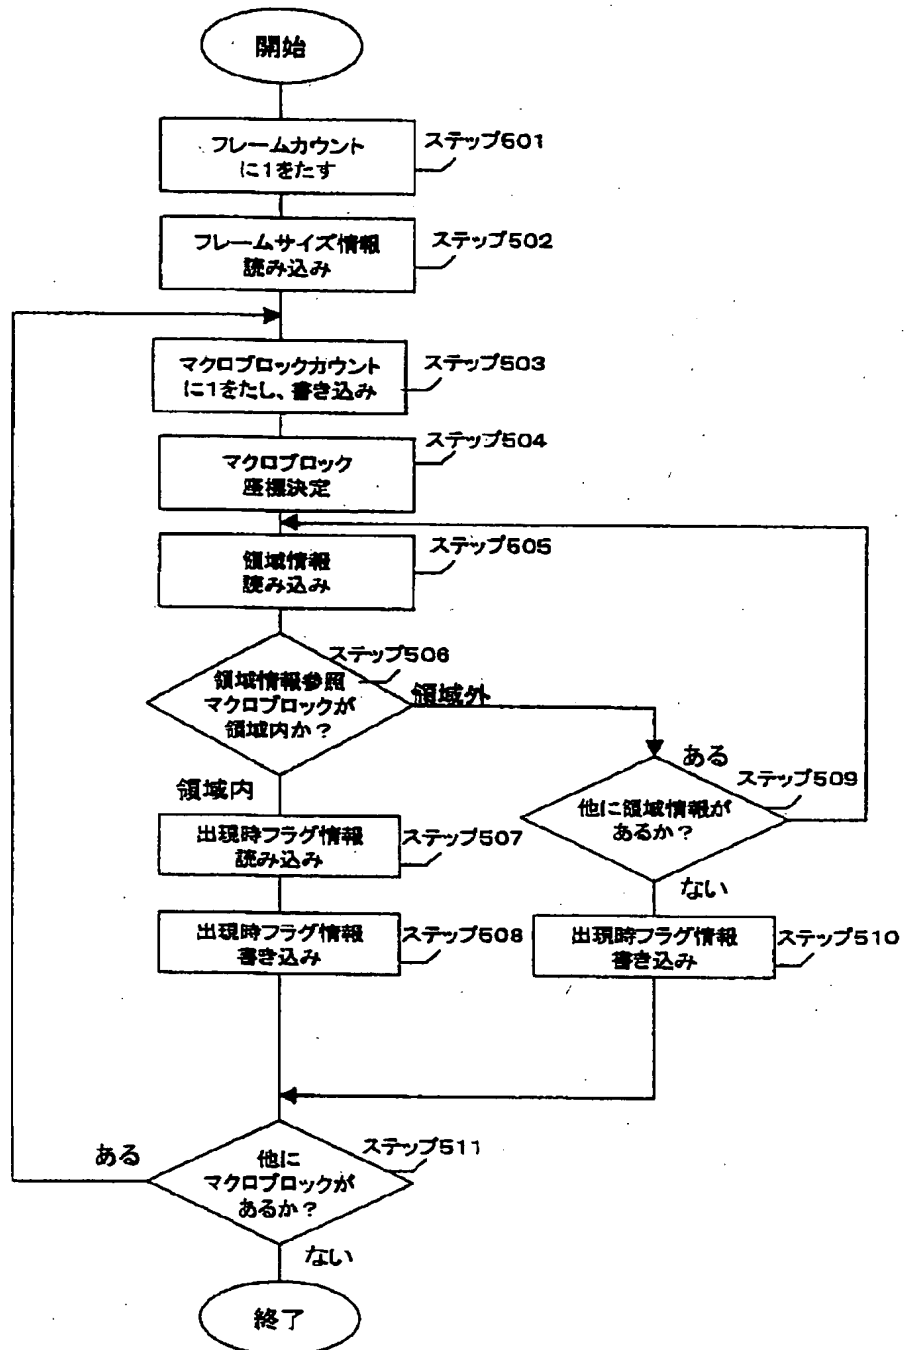 開始
フレームカウント
に1をたす
ステップ501
フレームサイズ情報
読み込み
ステップ502
マクロブロックカウント
に1をたし、書き込み
ステップ503
マクロブロック
座標決定
ステップ504
領域情報
読み込み
ステップ505
領域情報参照
マクロブロックが
領域内か？
ステップ506
領域外
領域内
他に領域情報が
あるか？
ステップ509
ある
ない
出現時フラグ情報
読み込み
ステップ507
出現時フラグ情報
書き込み
ステップ508
出現時フラグ情報
書き込み
ステップ510
他に
マクロブロックが
あるか？
ステップ511
ある
ない
終了